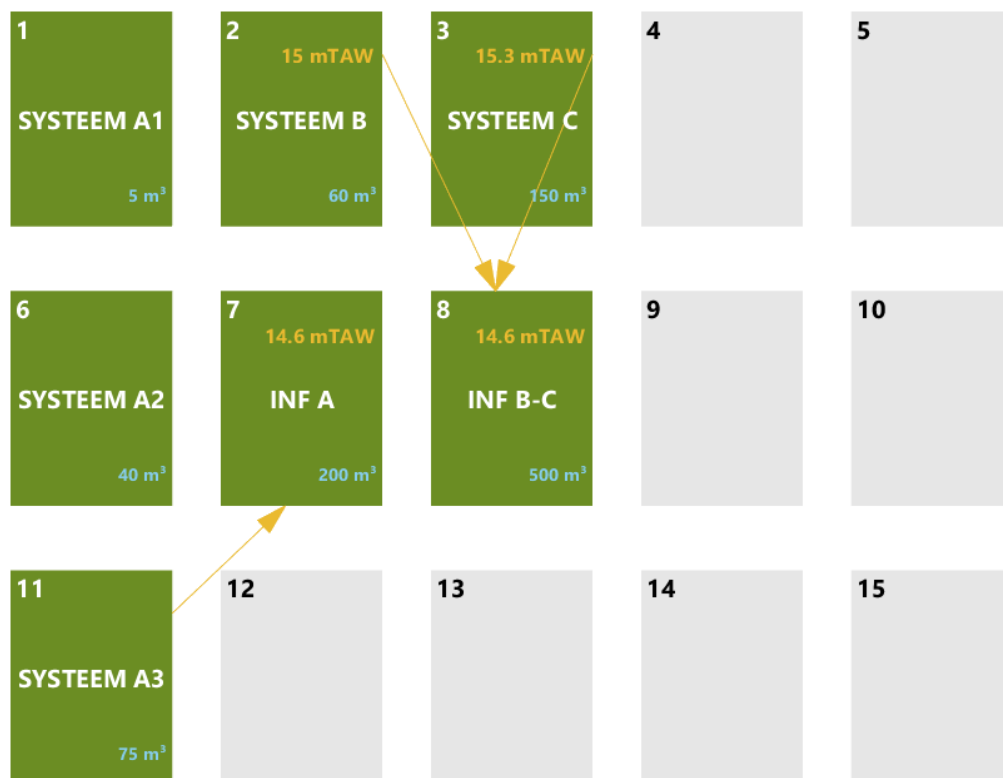 1
SYSTEEM A1
5 m³
2
15 mTAW
SYSTEEM B
60 m³
3
15.3 mTAW
SYSTEEM C
150 m³
4
5
6
SYSTEEM A2
40 m³
7
14.6 mTAW
INF A
200 m³
8
14.6 mTAW
INF B-C
500 m³
9
10
11
SYSTEEM A3
75 m³
12
13
14
15